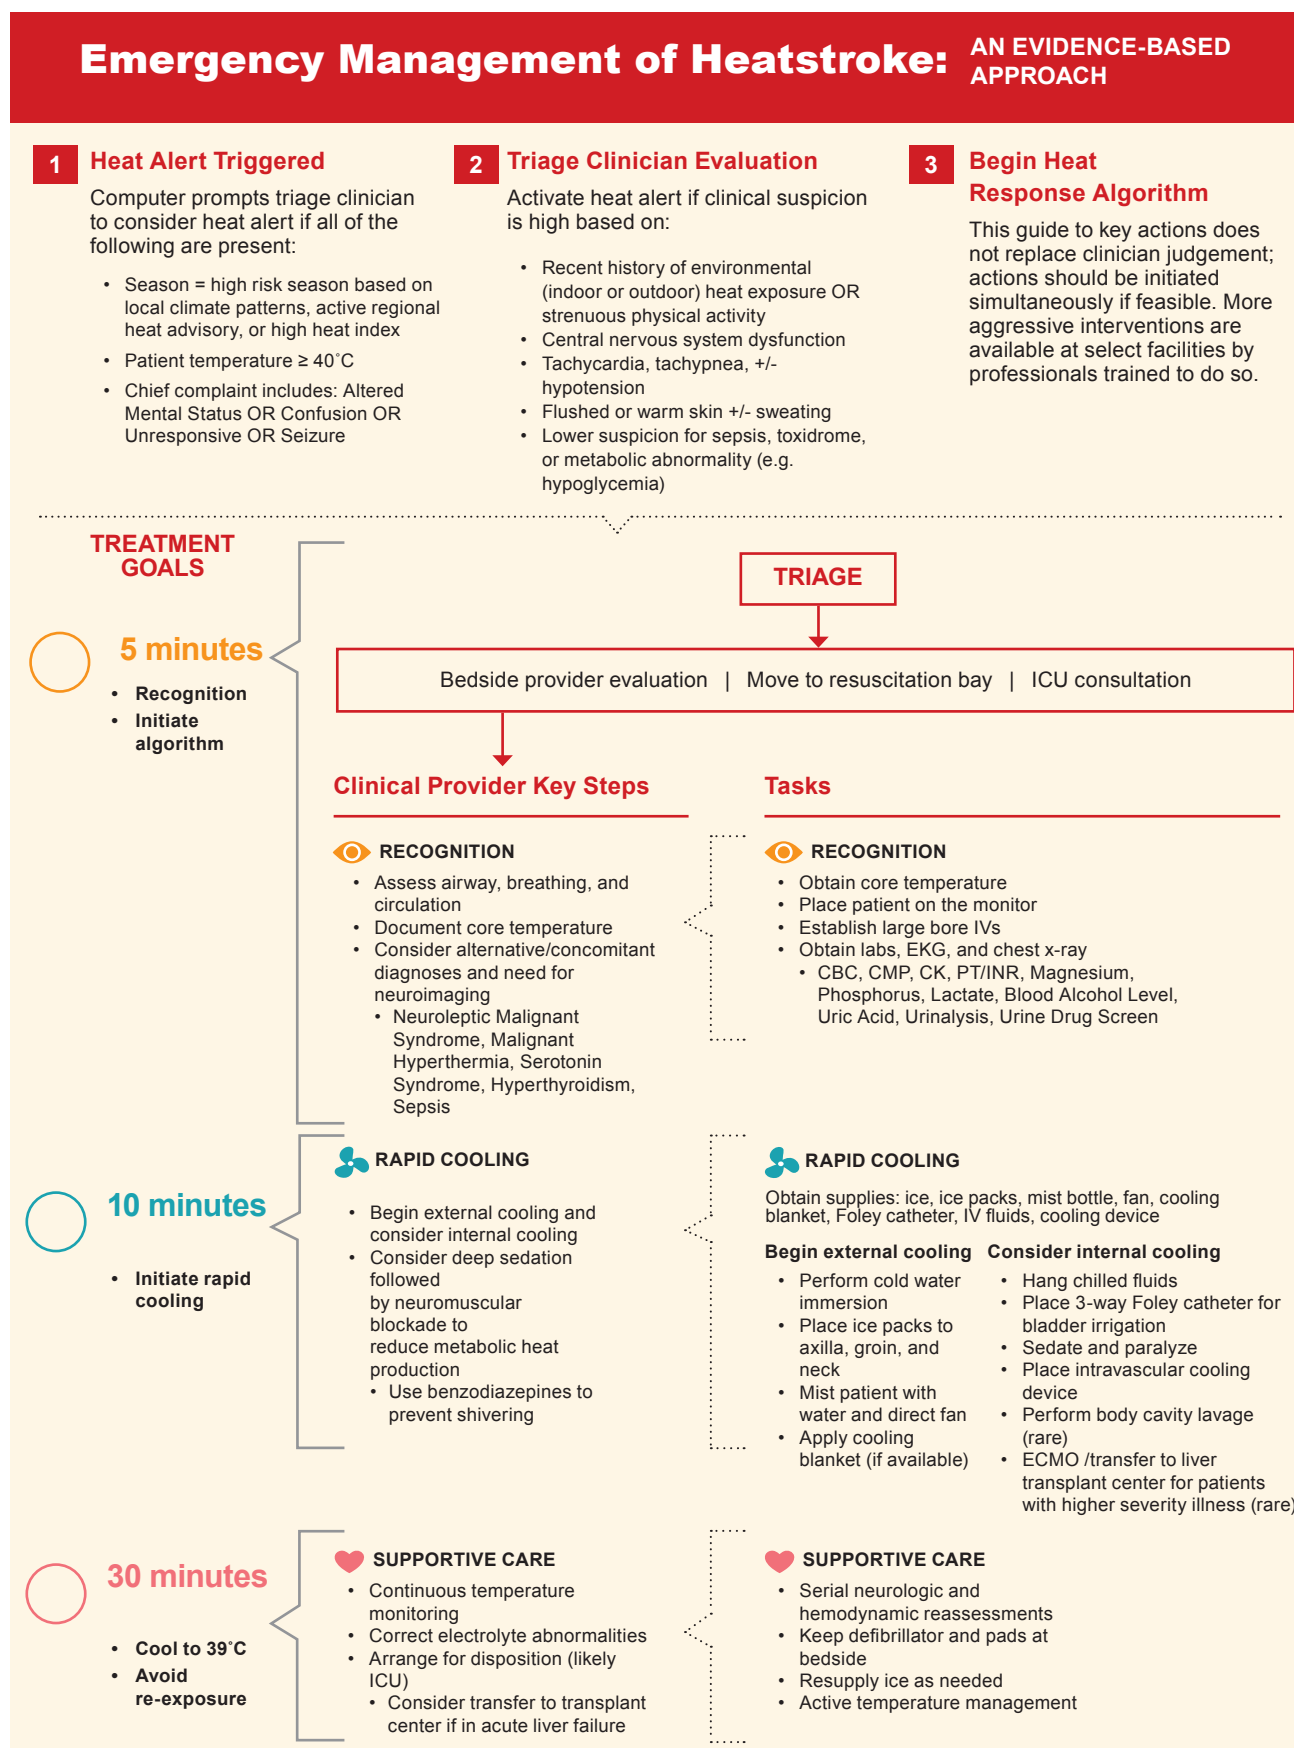 Emergency Management of Heatstroke: AN EVIDENCE-BASED
APPROACH
1 Heat Alert Triggered
Computer prompts triage clinician
to consider heat alert if all of the
following are present:
• Season = high risk season based on
local climate patterns, active regional
heat advisory, or high heat index
• Patient temperature ≥ 40˚C
• Chief complaint includes: Altered
Mental Status OR Confusion OR
Unresponsive OR Seizure
2 Triage Clinician Evaluation
Activate heat alert if clinical suspicion
is high based on:
• Recent history of environmental
(indoor or outdoor) heat exposure OR
strenuous physical activity
• Central nervous system dysfunction
• Tachycardia, tachypnea, +/-
hypotension
• Flushed or warm skin +/- sweating
• Lower suspicion for sepsis, toxidrome,
or metabolic abnormality (e.g.
hypoglycemia)
3 Begin Heat
Response Algorithm
This guide to key actions does
not replace clinician judgement;
actions should be initiated
simultaneously if feasible. More
aggressive interventions are
available at select facilities by
professionals trained to do so.
TREATMENT
GOALS
5 minutes
• Recognition
• Initiate
algorithm
TRIAGE
Bedside provider evaluation | Move to resuscitation bay | ICU consultation
Clinical Provider Key Steps
RECOGNITION
• Assess airway, breathing, and
circulation
• Document core temperature
• Consider alternative/concomitant
diagnoses and need for
neuroimaging
• Neuroleptic Malignant
Syndrome, Malignant
Hyperthermia, Serotonin
Syndrome, Hyperthyroidism,
Sepsis
Tasks
RECOGNITION
• Obtain core temperature
• Place patient on the monitor
• Establish large bore IVs
• Obtain labs, EKG, and chest x-ray
• CBC, CMP, CK, PT/INR, Magnesium,
Phosphorus, Lactate, Blood Alcohol Level,
Uric Acid, Urinalysis, Urine Drug Screen
10 minutes
• Initiate rapid
cooling
RAPID COOLING
• Begin external cooling and
consider internal cooling
• Consider deep sedation
followed
by neuromuscular
blockade to
reduce metabolic heat
production
• Use benzodiazepines to
prevent shivering
RAPID COOLING
Obtain supplies: ice, ice packs, mist bottle, fan, cooling
blanket, Foley catheter, IV fluids, cooling device
Begin external cooling
• Perform cold water
immersion
• Place ice packs to
axilla, groin, and
neck
• Mist patient with
water and direct fan
• Apply cooling
blanket (if available)
Consider internal cooling
• Hang chilled fluids
• Place 3-way Foley catheter for
bladder irrigation
• Sedate and paralyze
• Place intravascular cooling
device
• Perform body cavity lavage
(rare)
• ECMO /transfer to liver
transplant center for patients
with higher severity illness (rare)
30 minutes
• Cool to 39˚C
• Avoid
re-exposure
SUPPORTIVE CARE
• Continuous temperature
monitoring
• Correct electrolyte abnormalities
• Arrange for disposition (likely
ICU)
• Consider transfer to transplant
center if in acute liver failure
SUPPORTIVE CARE
• Serial neurologic and
hemodynamic reassessments
• Keep defibrillator and pads at
bedside
• Resupply ice as needed
• Active temperature management